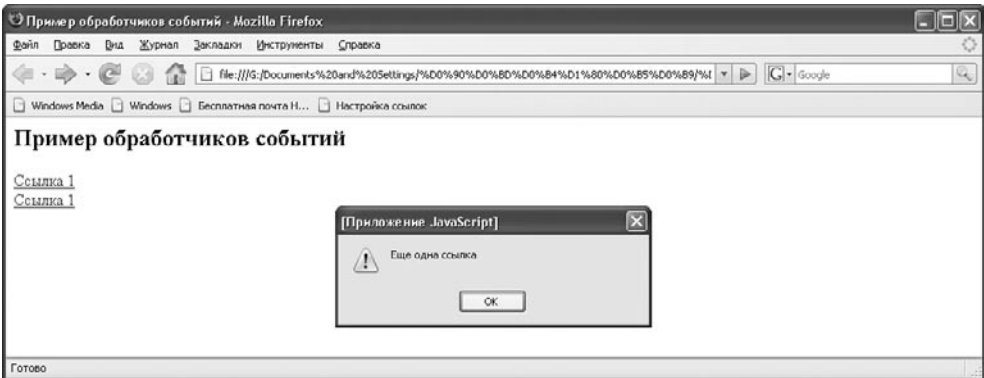 Пример обработчиков событий - Mozilla Firefox
Файл Правка Вид Журнал Закладки Инструменты Справка
file:///G:/Documents%20and%20Settings/%D0%90%D0%BD%D0%B4%D1%80%D0%B5%D0%B9/%I
G Google
Windows Media Windows Бесплатная почта H... Настройка ссылок
Пример обработчиков событий
Ссылка 1
Ссылка 1
[Приложение JavaScript]
Еще одна ссылка
OK
Готово